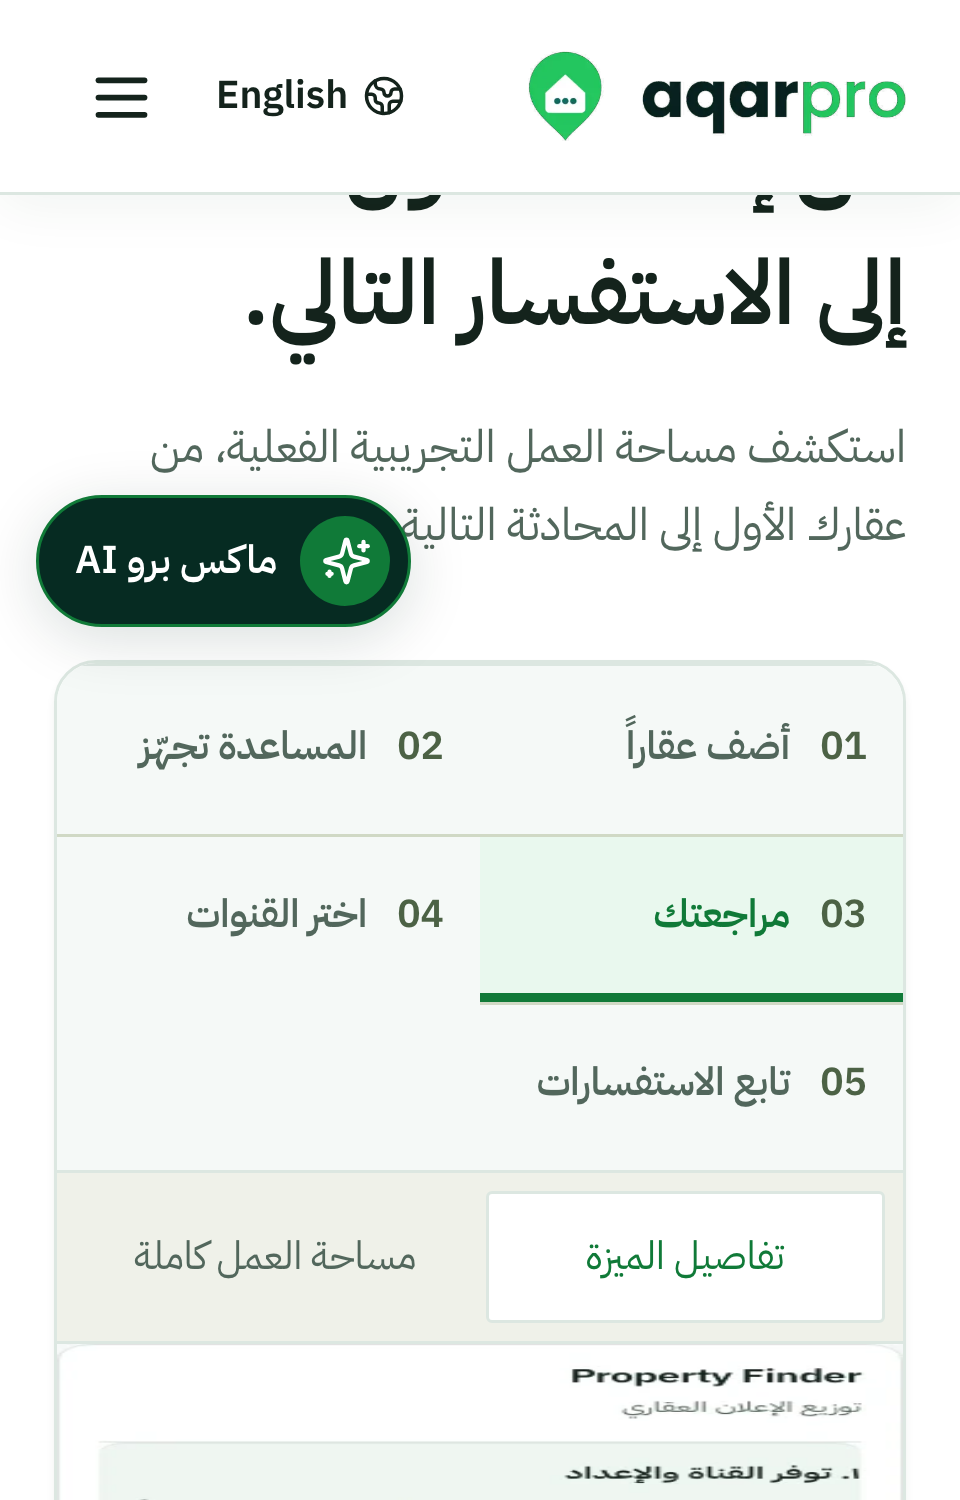 aqarpro
English
إلى الاستفسار التالي.
استكشف مساحة العمل التجريبية الفعلية، من
عقارك الأول إلى المحادثة التالية
ماكس برو AI
01 أضف عقاراً
02 المساعدة تجهّز
03 مراجعتك
04 اختر القنوات
05 تابع الاستفسارات
تفاصيل الميزة
مساحة العمل كاملة
Property Finder
توزيع الإعلان العقاري
١. توفر القناة والإعداد